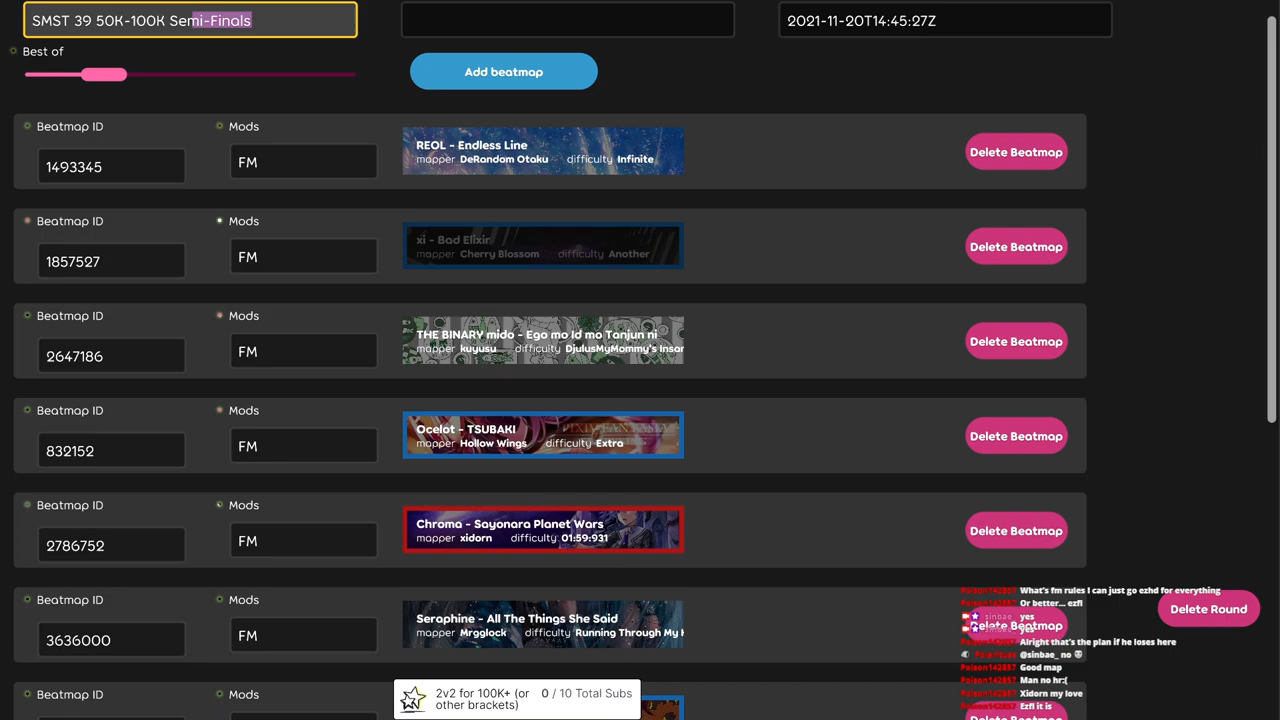 SMST 39 50K-100K Semi-Finals
2021-11-20T14:45:27Z
Best of
Add beatmap
Beatmap ID
Mods
1493345
FM
REOL - Endless Line
mapper DeRandom Otaku difficulty Infinite
Delete Beatmap
Beatmap ID
Mods
1857527
FM
xi - Bad Elixir
mapper Cherry Blossom difficulty Another
Delete Beatmap
Beatmap ID
Mods
2647186
FM
THE BINARY mido - Ego mo Id mo Tanjun ni
mapper kuyusu difficulty DjulusMyMommy's Insar
Delete Beatmap
Beatmap ID
Mods
832152
FM
Ocelot - TSUBAKI
mapper Hollow Wings difficulty Extra
Delete Beatmap
Beatmap ID
Mods
2786752
FM
Chroma - Sayonara Planet Wars
mapper xidorn difficulty 01:59:931
Delete Beatmap
Beatmap ID
Mods
3636000
FM
Seraphine - All The Things She Said
mapper Mrgglock difficulty Running Through My
Delete Beatmap
Delete Round
What's fm rules I can just go ezhd for everything
Or better... ezfl
sinbae yes
yes
Alright that's the plan if he loses here
@sinbae_ no
Good map
Man no hr:(
Xidorn my love
Ezfl it is
Beatmap ID
Mods
2v2 for 100K+ (or other brackets)
0 / 10 Total Subs